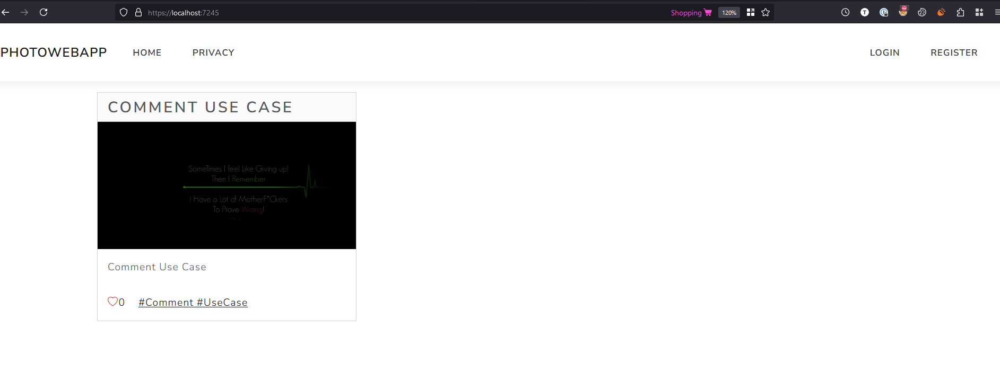 https://localhost:7245
Shopping
120%
T
PHOTOWEBAPP HOME PRIVACY LOGIN REGISTER
COMMENT USE CASE
SomeTimes I feel Like Giving up!
Then I Remember
I Have a Lot of MotherF*Ckers
To Prove Wrong!
Comment Use Case
0 #Comment #UseCase